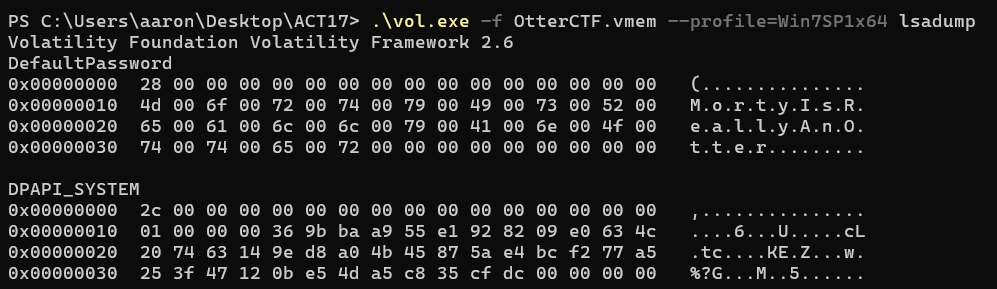 PS C:\Users\aaron\Desktop\ACT17> .\vol.exe -f OtterCTF.vmem --profile=Win7SP1x64 lsadump
Volatility Foundation Volatility Framework 2.6
DefaultPassword
0x00000000  28 00 00 00 00 00 00 00 00 00 00 00 00 00 00 00   (...............
0x00000010  4d 00 6f 00 72 00 74 00 79 00 49 00 73 00 52 00   M.o.r.t.y.I.s.R.
0x00000020  65 00 61 00 6c 00 6c 00 79 00 41 00 6e 00 4f 00   e.a.l.l.y.A.n.O.
0x00000030  74 00 74 00 65 00 72 00 00 00 00 00 00 00 00 00   t.t.e.r.........

DPAPI_SYSTEM
0x00000000  2c 00 00 00 00 00 00 00 00 00 00 00 00 00 00 00   ,...............
0x00000010  01 00 00 00 36 9b ba a9 55 e1 92 82 09 e0 63 4c   ....6...U.....cL
0x00000020  20 74 63 14 9e d8 a0 4b 45 87 5a e4 bc f2 77 a5   .tc....KE.Z...w.
0x00000030  25 3f 47 12 0b e5 4d a5 c8 35 cf dc 00 00 00 00   %?G...M..5......